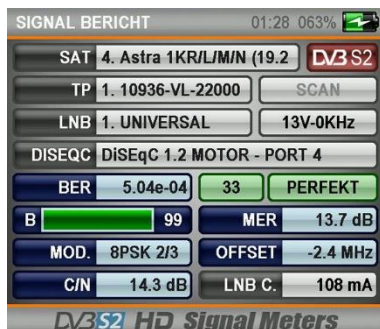 SIGNAL BERICHT 01:28 063%
SAT 4. Astra 1KR/L/M/N (19.2 DVB S2
TP 1. 10936-VL-22000 SCAN
LNB 1. UNIVERSAL 13V-0KHz
DISEQC DiSEqC 1.2 MOTOR - PORT 4
BER 5.04e-04 33 PERFEKT
B 99 MER 13.7 dB
MOD. 8PSK 2/3 OFFSET -2.4 MHz
C/N 14.3 dB LNB C. 108 mA
DVB S2 HD Signal Meters